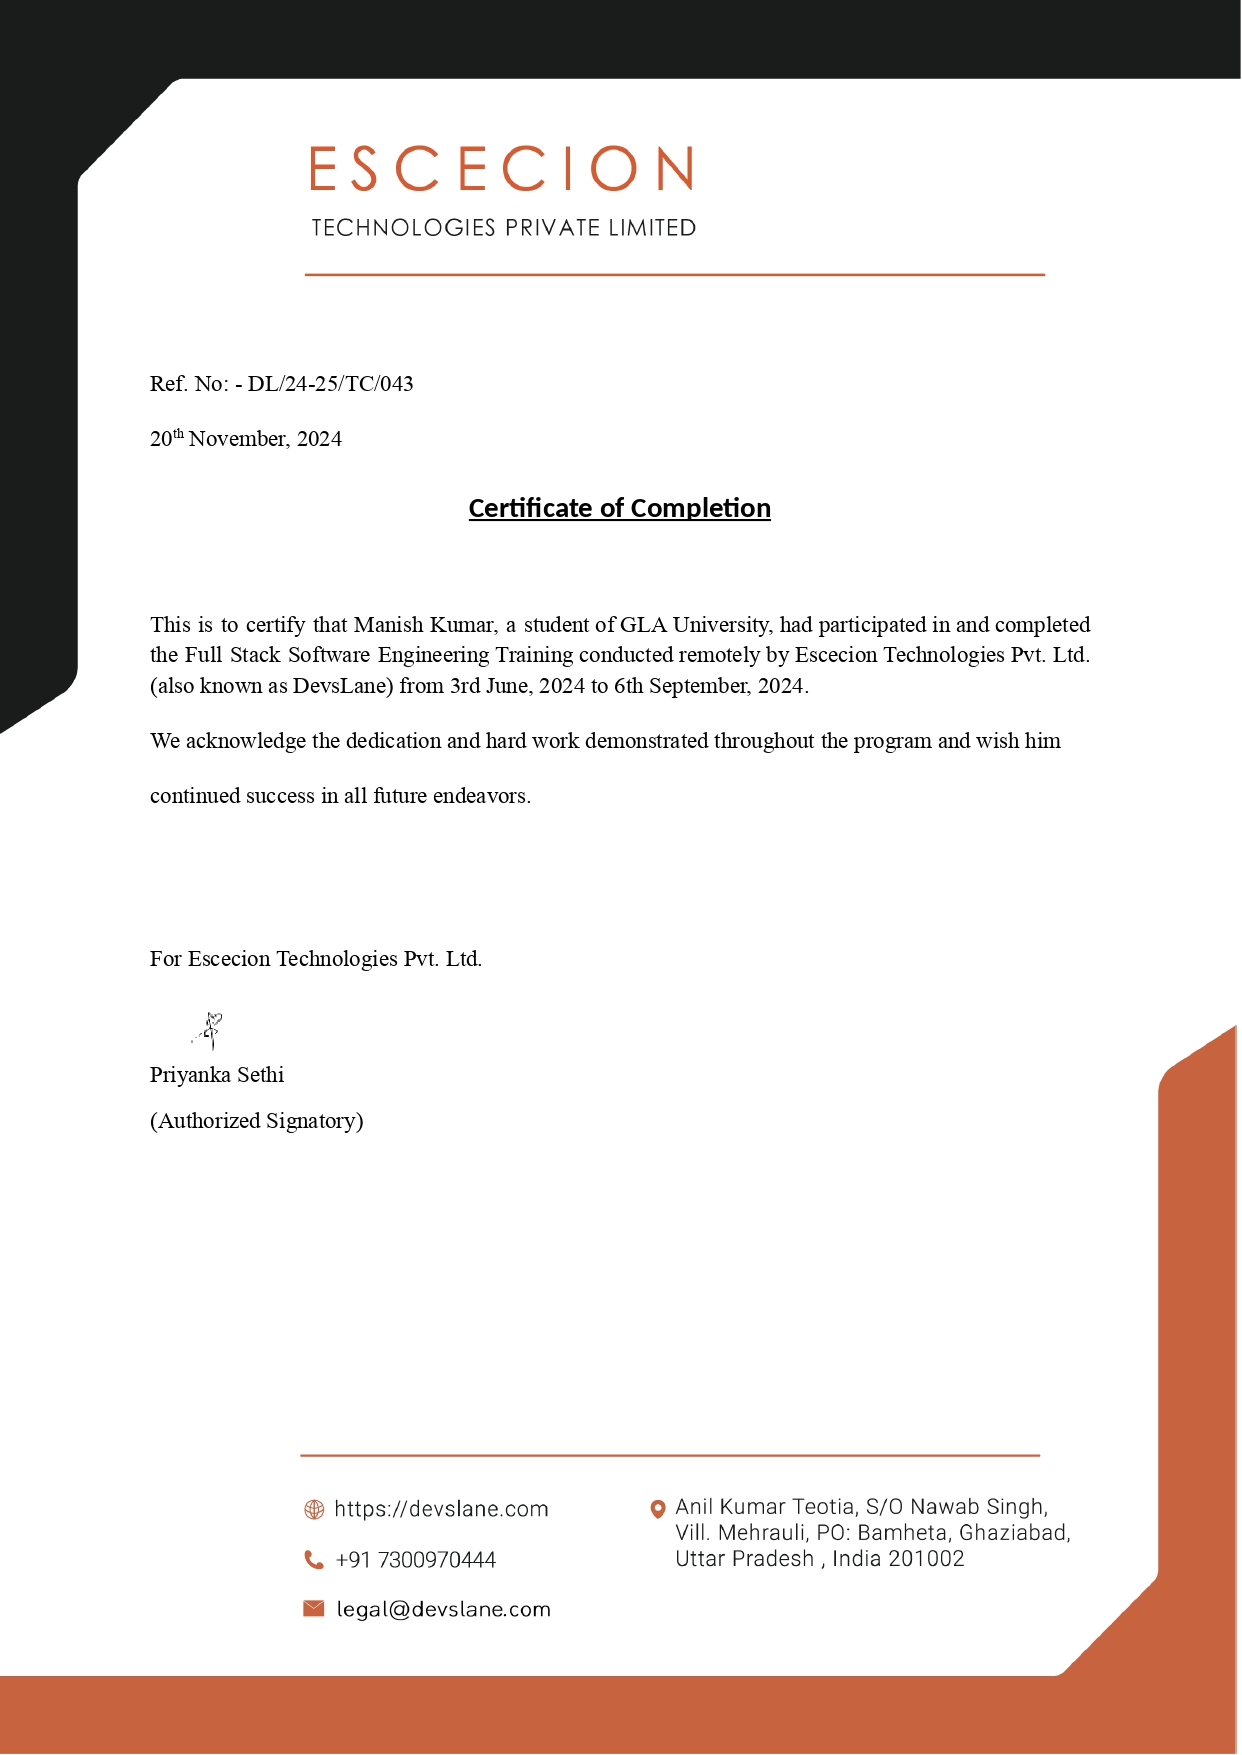 ESCECION
TECHNOLOGIES PRIVATE LIMITED
Ref. No: - DL/24-25/TC/043
20th November, 2024
Certificate of Completion
This is to certify that Manish Kumar, a student of GLA University, had participated in and completed
the Full Stack Software Engineering Training conducted remotely by Escecion Technologies Pvt. Ltd.
(also known as DevsLane) from 3rd June, 2024 to 6th September, 2024.
We acknowledge the dedication and hard work demonstrated throughout the program and wish him
continued success in all future endeavors.
For Escecion Technologies Pvt. Ltd.
Priyanka Sethi
(Authorized Signatory)
https://devslane.com
+91 7300970444
legal@devslane.com
Anil Kumar Teotia, S/O Nawab Singh,
Vill. Mehrauli, PO: Bamheta, Ghaziabad,
Uttar Pradesh , India 201002